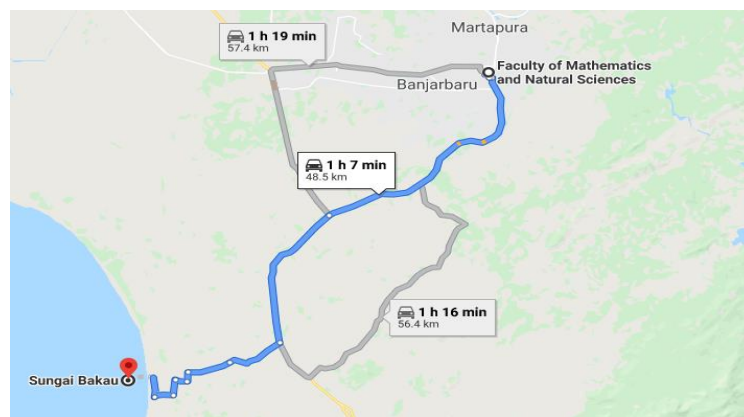 Martapura
1 h 19 min
57.4 km
Faculty of Mathematics
and Natural Sciences
Banjarbaru
1 h 7 min
48.5 km
1 h 16 min
56.4 km
Sungai Bakau